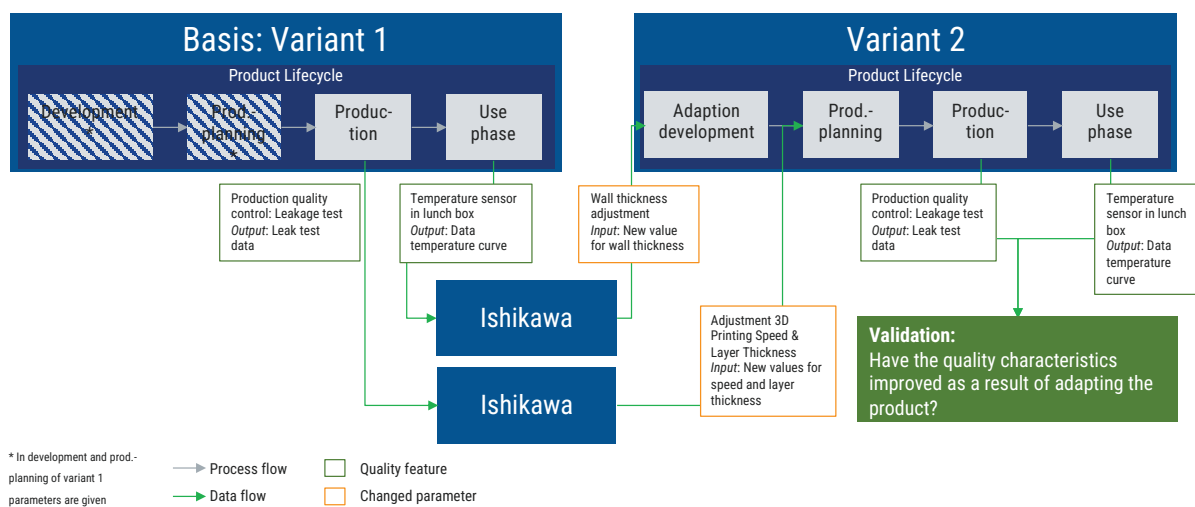 Basis: Variant 1
Product Lifecycle
Development
*
Prod.-
planning
*
Produc-
tion
Use
phase
Variant 2
Product Lifecycle
Adaption
development
Prod.-
planning
Produc-
tion
Use
phase
Production quality
control: Leakage test
Output: Leak test
data
Temperature sensor
in lunch box
Output: Data
temperature curve
Wall thickness
adjustment
Input: New value
for wall thickness
Production quality
control: Leakage test
Output: Leak test
data
Temperature
sensor in lunch
box
Output: Data
temperature
curve
Ishikawa
Ishikawa
Adjustment 3D
Printing Speed &
Layer Thickness
Input: New values for
speed and layer
thickness
Validation:
Have the quality characteristics
improved as a result of adapting the
product?
* In development and prod.-
planning of variant 1
parameters are given
Process flow
Data flow
Quality feature
Changed parameter